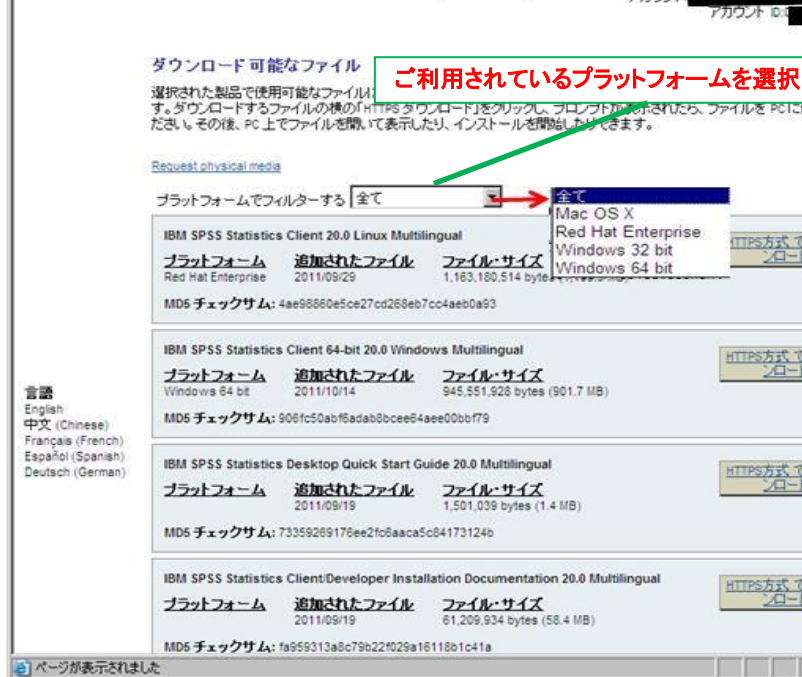 アカウント ID:
ダウンロード 可能なファイル
ご利用されているプラットフォームを選択
選択された製品で使用可能なファイル
す。ダウンロードするファイルの横の「HTTPS ダウンロード」をクリックし、プロンプトが表示されたら、ファイルを PCに
ださい。その後、PC 上でファイルを開いて表示したり、インストールを開始したりできます。
Request physical media
プラットフォームでフィルターする 全て
全て
Mac OS X
Red Hat Enterprise
Windows 32 bit
Windows 64 bit
IBM SPSS Statistics Client 20.0 Linux Multilingual
プラットフォーム 追加されたファイル ファイル・サイズ
Red Hat Enterprise 2011/09/29 1,163,180,514 bytes
HTTPS方式 で
ンロー
MD5 チェックサム: 4ae98860e5ce27cd268eb7cc4aeb0a93
IBM SPSS Statistics Client 64-bit 20.0 Windows Multilingual
プラットフォーム 追加されたファイル ファイル・サイズ
Windows 64 bit 2011/10/14 945,551,928 bytes (901.7 MB)
HTTPS方式 で
ンロー
MD5 チェックサム: 906fc50abf6adab8bcee64aee00bbf79
言語
English
中文 (Chinese)
Français (French)
Español (Spanish)
Deutsch (German)
IBM SPSS Statistics Desktop Quick Start Guide 20.0 Multilingual
プラットフォーム 追加されたファイル ファイル・サイズ
2011/09/19 1,501,039 bytes (1.4 MB)
HTTPS方式 で
ンロー
MD5 チェックサム: 73359269176ee2fc6aaca5c84173124b
IBM SPSS Statistics Client/Developer Installation Documentation 20.0 Multilingual
プラットフォーム 追加されたファイル ファイル・サイズ
2011/09/19 61,209,934 bytes (58.4 MB)
HTTPS方式 で
ンロー
MD5 チェックサム: fa959313a8c79b22f029a16118b1c41a
ページが表示されました